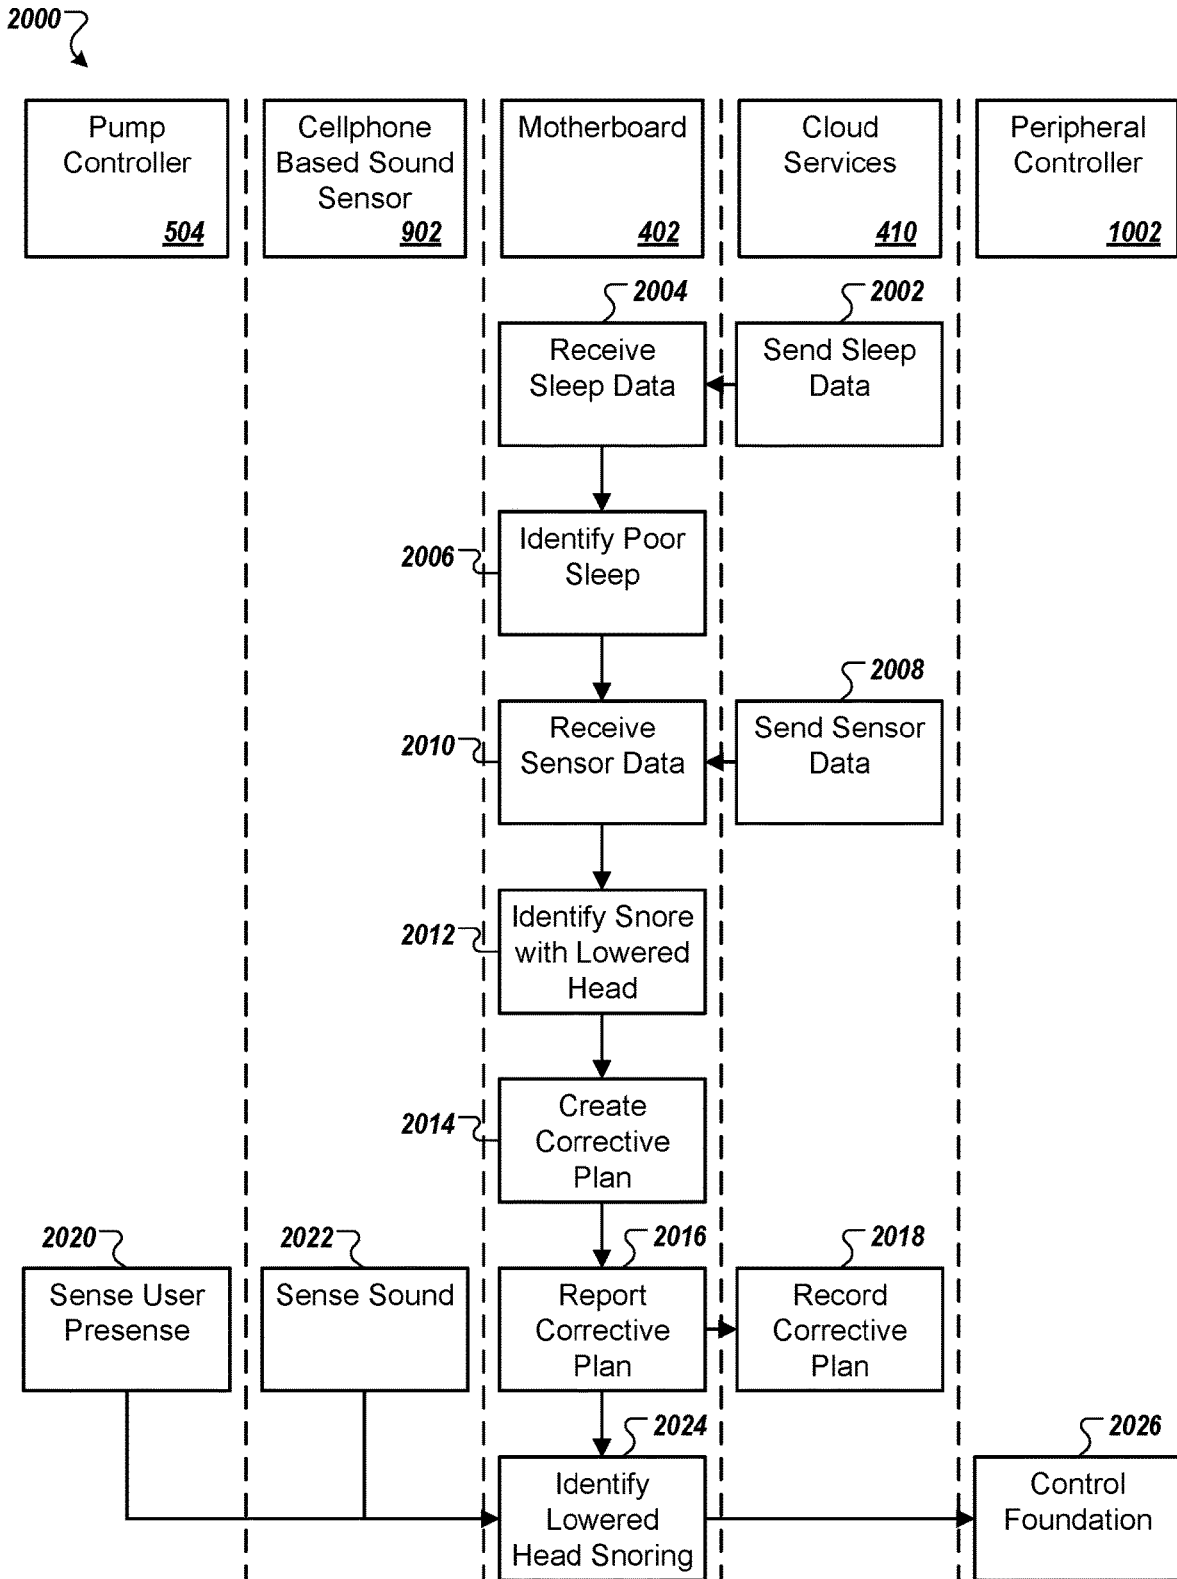 2000
Pump
Controller
504
Cellphone
Based Sound
Sensor
902
Motherboard
402
Cloud
Services
410
Peripheral
Controller
1002
2004
Receive
Sleep Data
2002
Send Sleep
Data
2006
Identify Poor
Sleep
2008
2010
Receive
Sensor Data
Send Sensor
Data
2012
Identify Snore
with Lowered
Head
2014
Create
Corrective
Plan
2020
Sense User
Presense
2022
Sense Sound
2016
Report
Corrective
Plan
2018
Record
Corrective
Plan
2024
Identify
Lowered
Head Snoring
2026
Control
Foundation